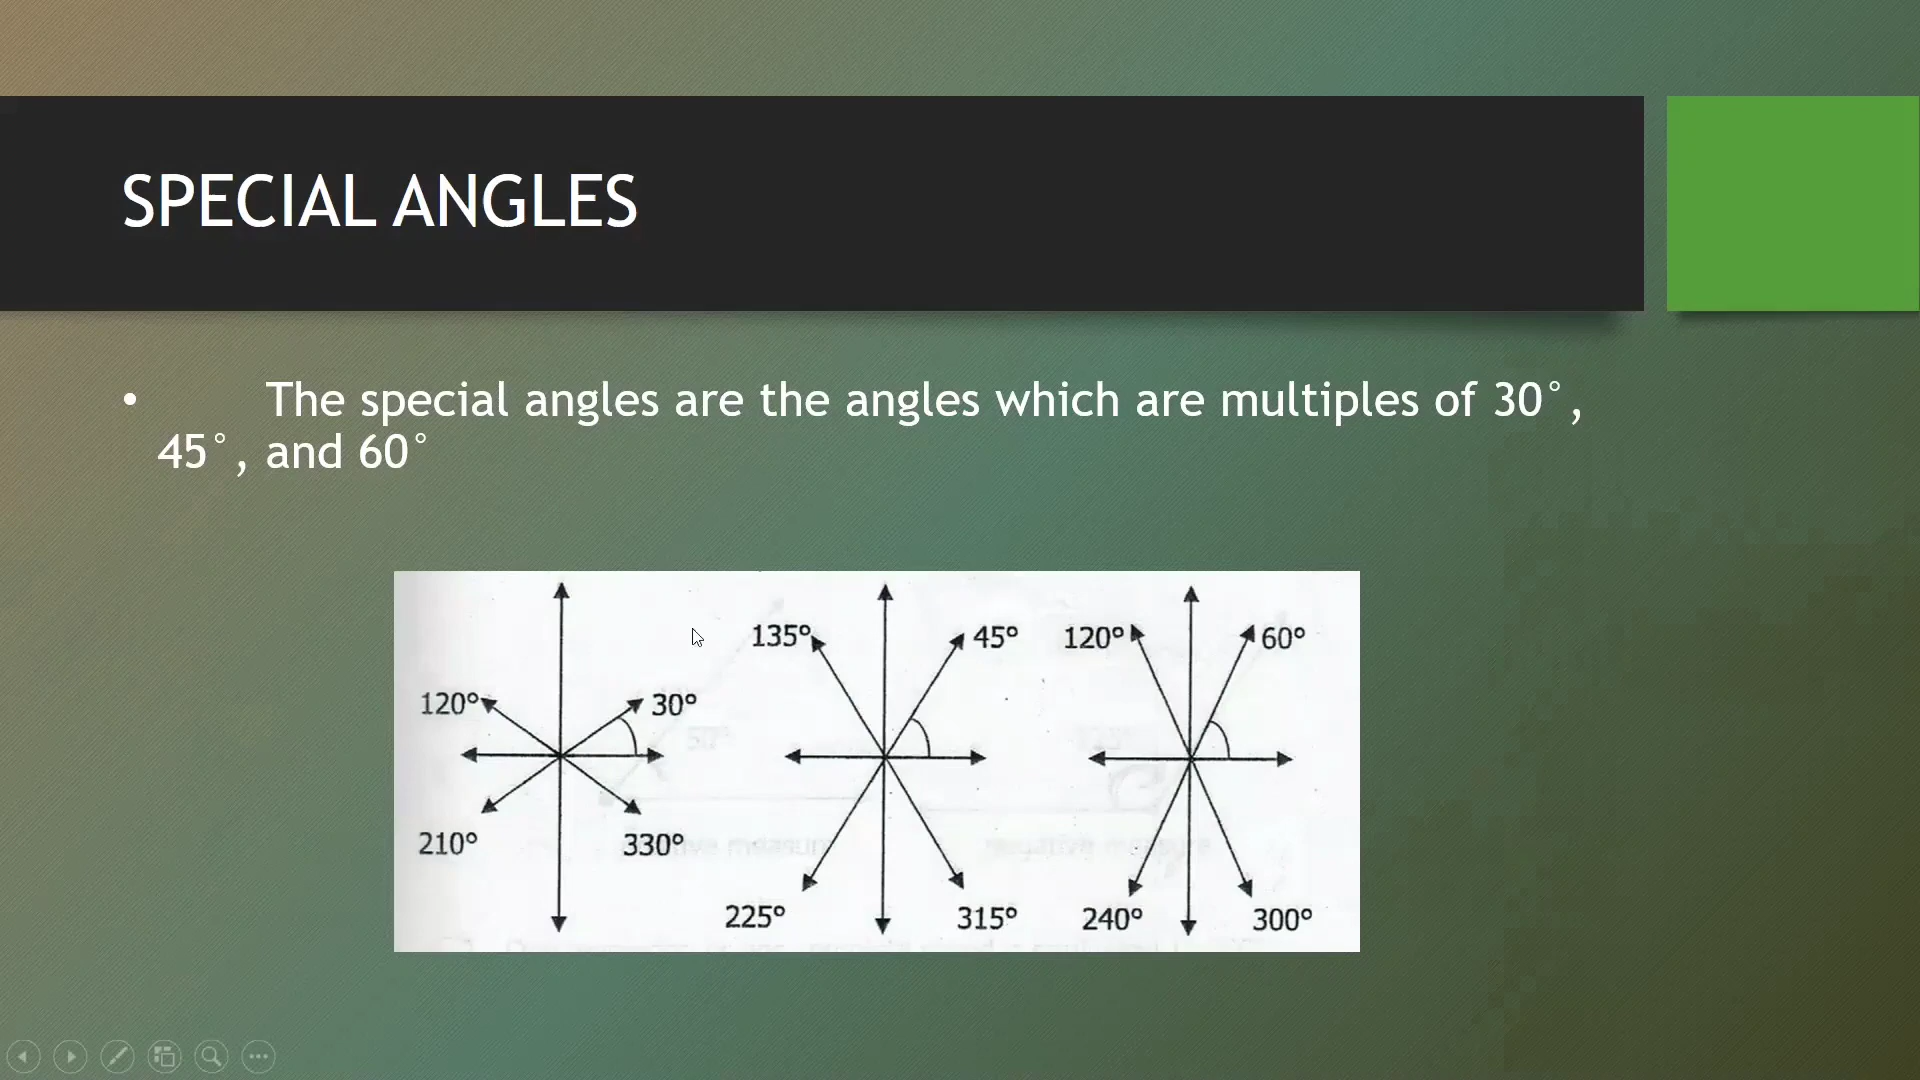 SPECIAL ANGLES
• The special angles are the angles which are multiples of 30°,
45°, and 60°
135° 45° 120° 60°
120° 30°
210° 330°
225° 315° 240° 300°